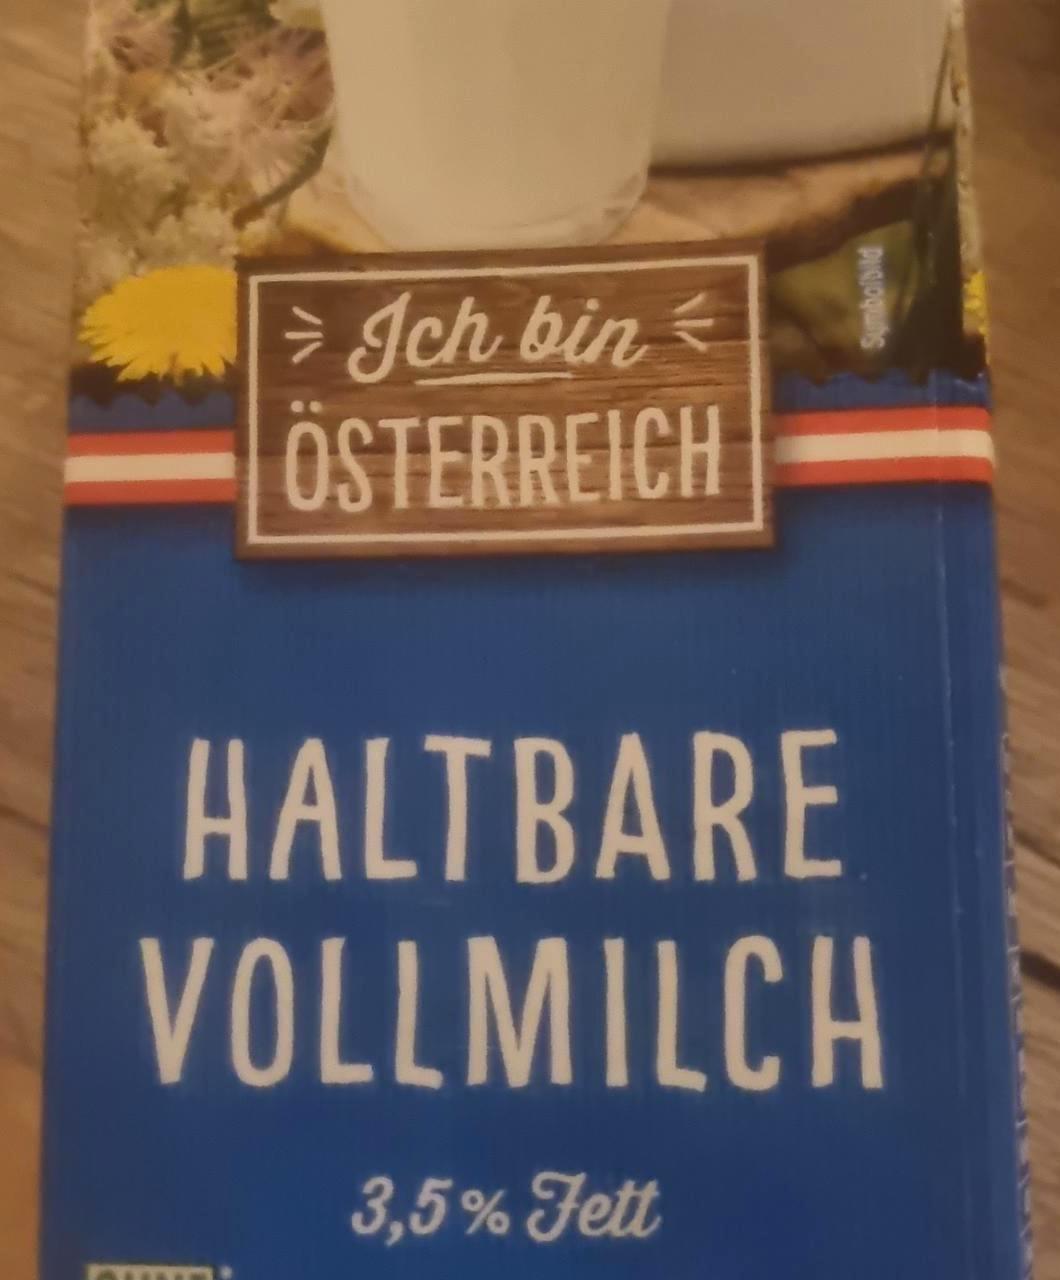 Symbolbild
Ich bin
ÖSTERREICH
HALTBARE
VOLLMILCH
3,5% Fett